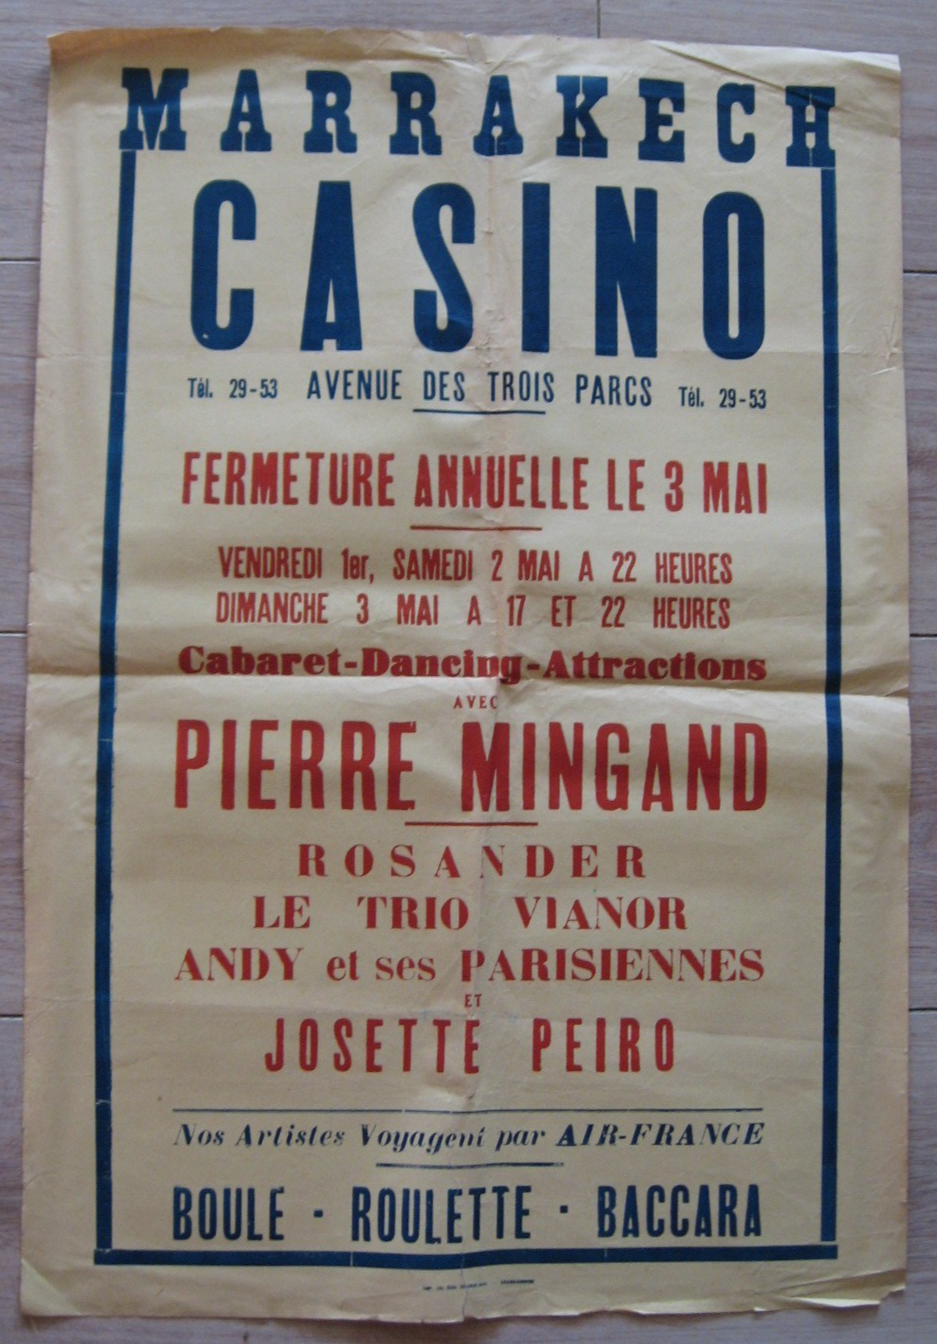 MARRAKECH
CASINO
Tél. 29-53 AVENUE DES TROIS PARCS Tél. 29-53
FERMETURE ANNUELLE LE 3 MAI
VENDREDI 1er, SAMEDI 2 MAI A 22 HEURES
DIMANCHE 3 MAI A 17 ET 22 HEURES
Cabaret-Dancing-Attractions
AVEC
PIERRE MINGAND
ROSANDER
LE TRIO VIANOR
ANDY et ses PARISIENNES
ET
JOSETTE PEIRO
Nos Artistes Voyagent par AIR-FRANCE
BOULE - ROULETTE - BACCARA